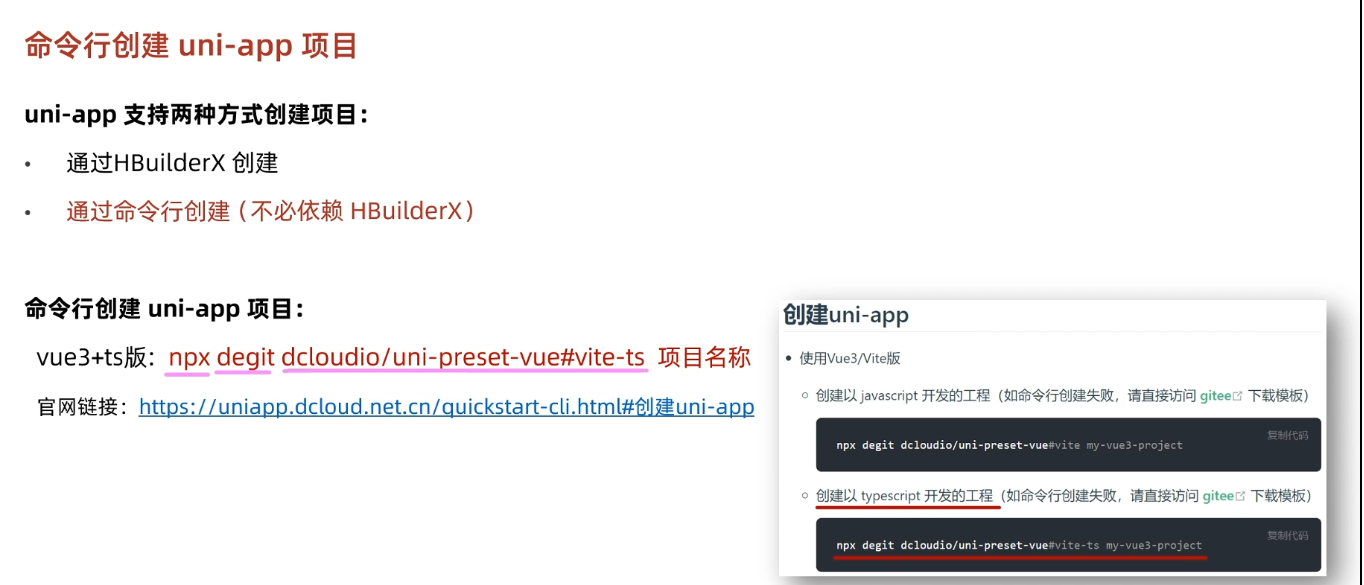 命令行创建 uni-app 项目
uni-app 支持两种方式创建项目：
• 通过HBuilderX 创建
• 通过命令行创建（不必依赖 HBuilderX）
命令行创建 uni-app 项目：
vue3+ts版：npx degit dcloudio/uni-preset-vue#vite-ts 项目名称
官网链接：https://uniapp.dcloud.net.cn/quickstart-cli.html#创建uni-app
创建uni-app
• 使用Vue3/Vite版
○ 创建以 javascript 开发的工程（如命令行创建失败，请直接访问 gitee 下载模板）
复制代码
npx degit dcloudio/uni-preset-vue#vite my-vue3-project
○ 创建以 typescript 开发的工程（如命令行创建失败，请直接访问 gitee 下载模板）
复制代码
npx degit dcloudio/uni-preset-vue#vite-ts my-vue3-project